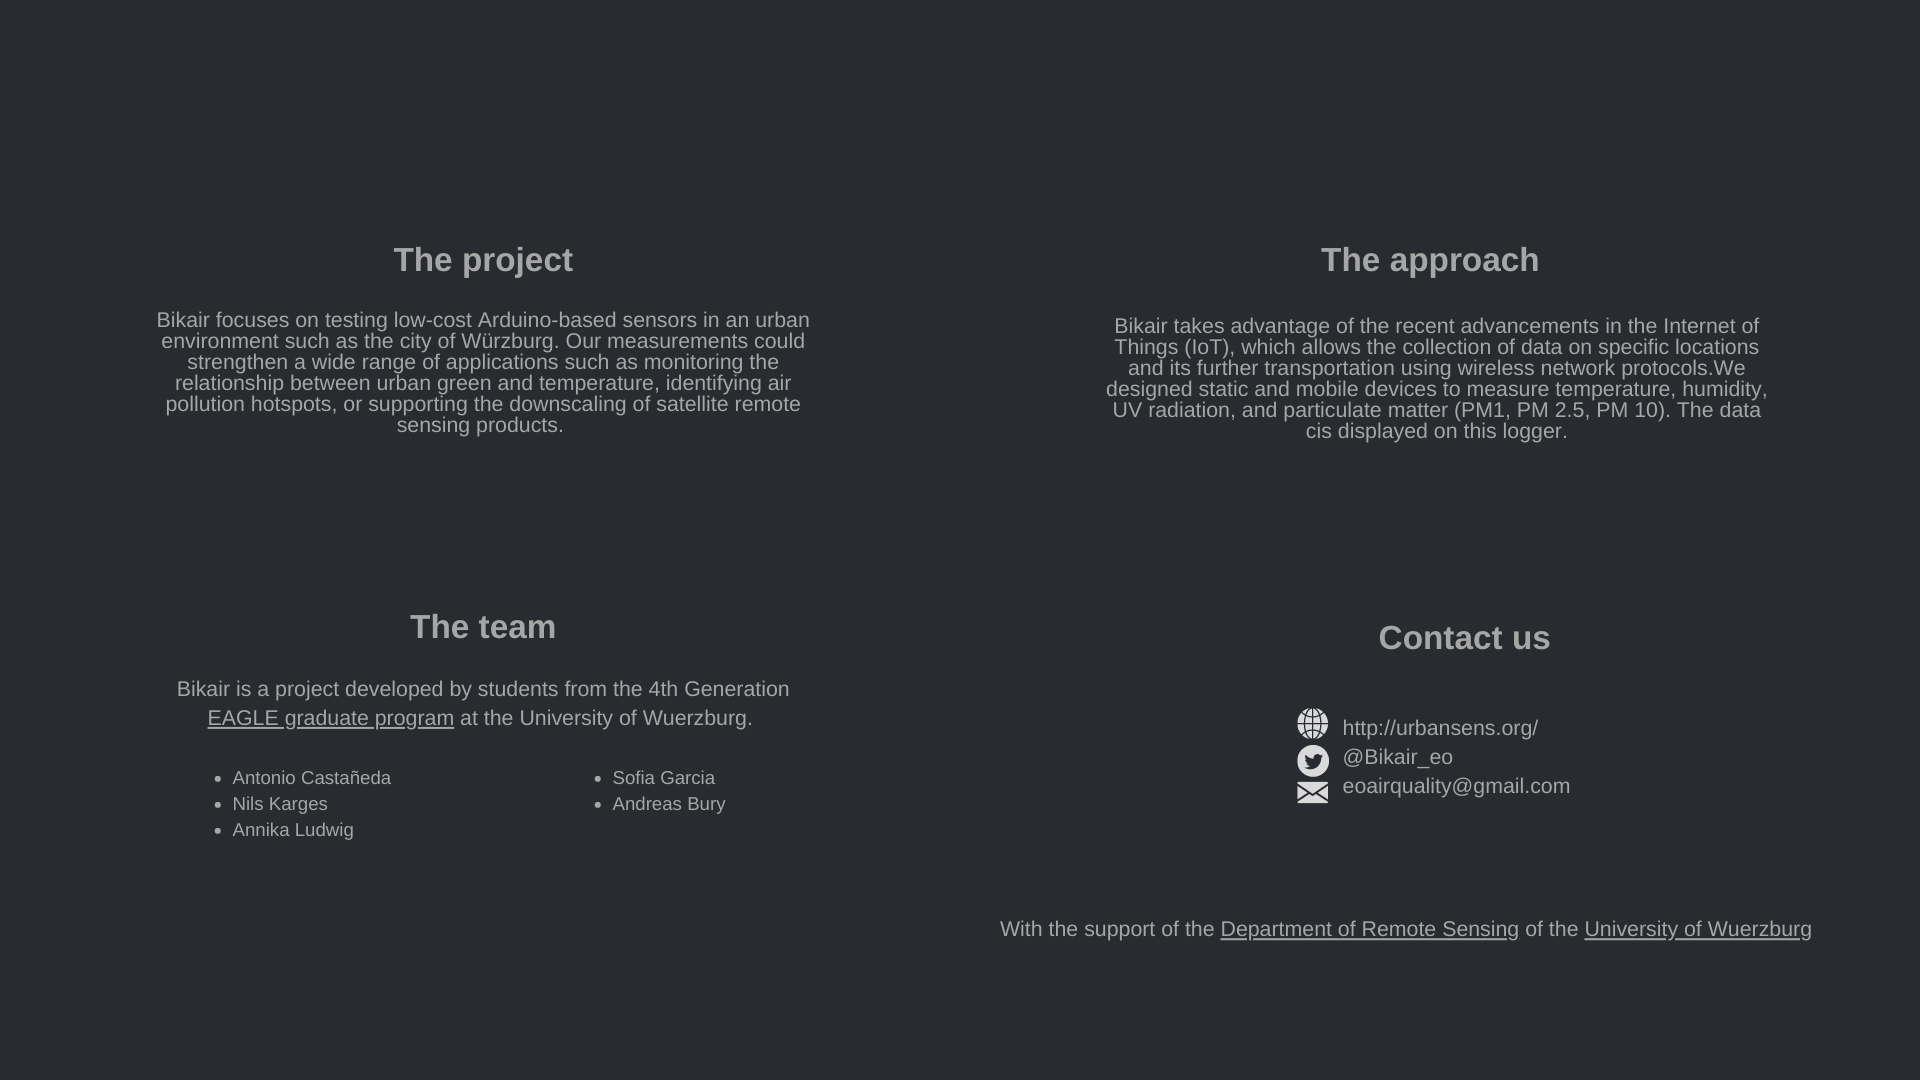 The project
Bikair focuses on testing low-cost Arduino-based sensors in an urban
environment such as the city of Würzburg. Our measurements could
strengthen a wide range of applications such as monitoring the
relationship between urban green and temperature, identifying air
pollution hotspots, or supporting the downscaling of satellite remote
sensing products.
The approach
Bikair takes advantage of the recent advancements in the Internet of
Things (IoT), which allows the collection of data on specific locations
and its further transportation using wireless network protocols.We
designed static and mobile devices to measure temperature, humidity,
UV radiation, and particulate matter (PM1, PM 2.5, PM 10). The data
cis displayed on this logger.
The team
Bikair is a project developed by students from the 4th Generation
EAGLE graduate program at the University of Wuerzburg.
Antonio Castañeda
Nils Karges
Annika Ludwig
Sofia Garcia
Andreas Bury
Contact us
http://urbansens.org/
@Bikair_eo
eoairquality@gmail.com
With the support of the Department of Remote Sensing of the University of Wuerzburg